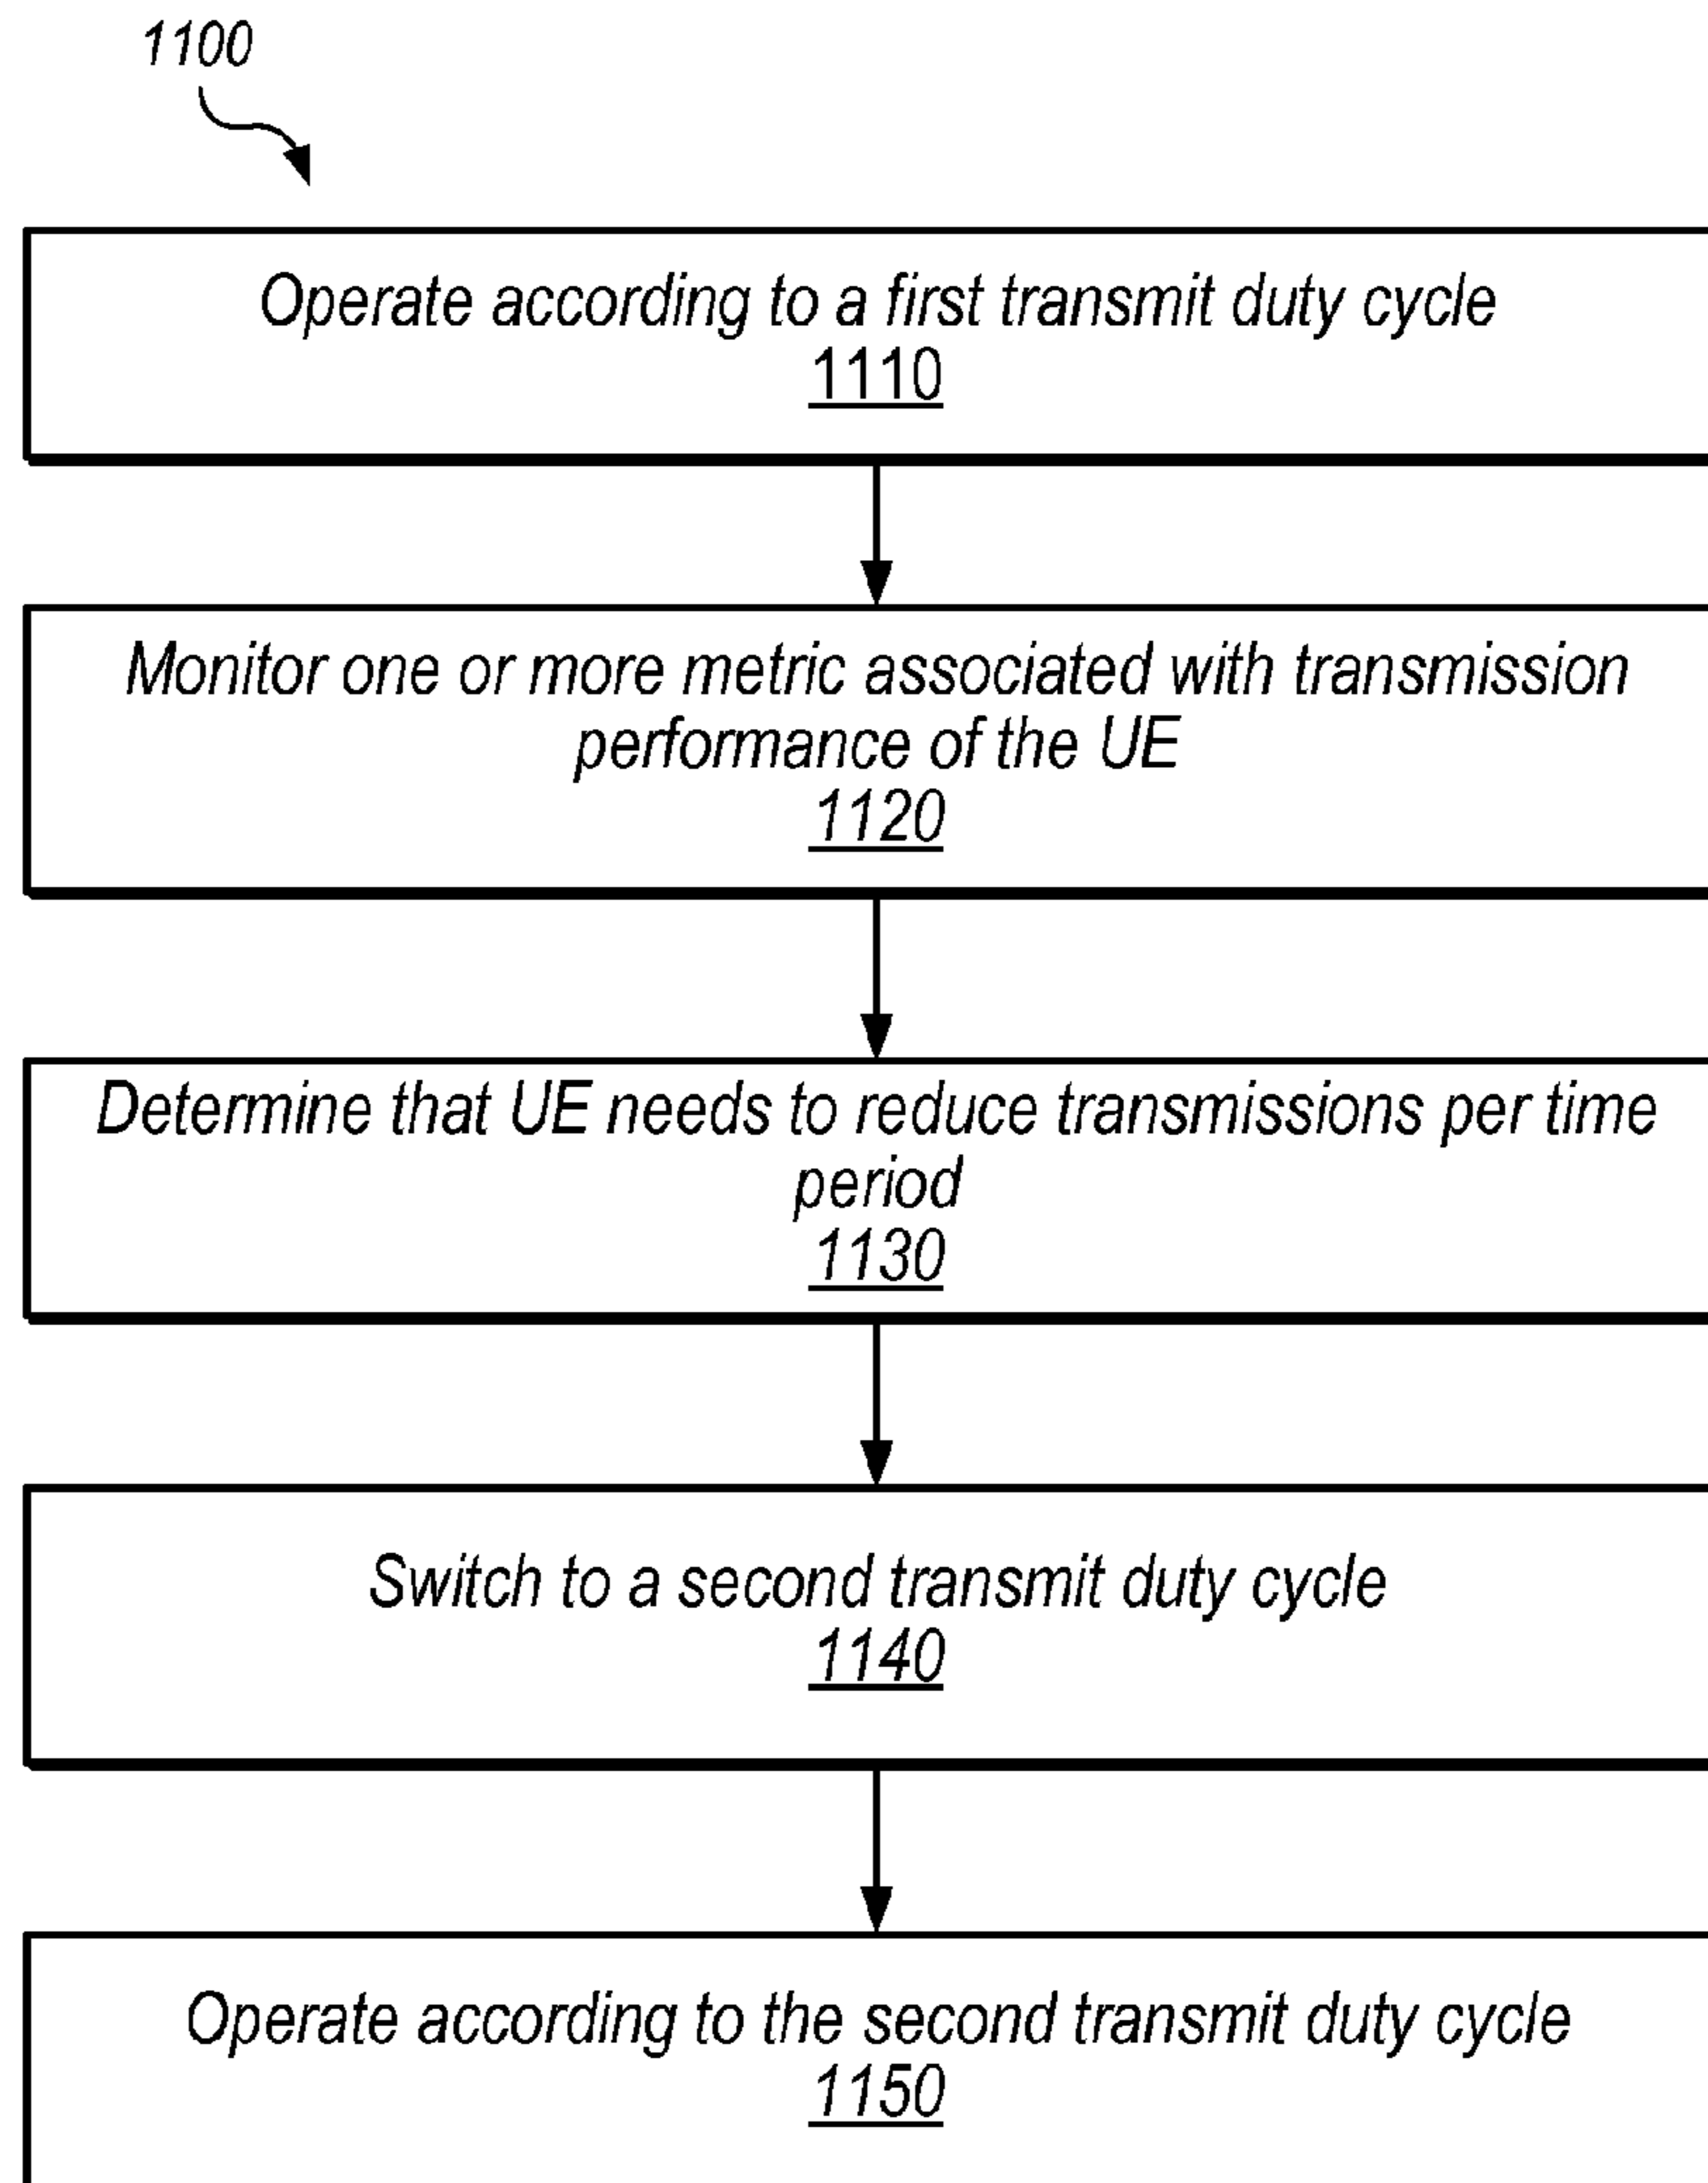 1100
Operate according to a first transmit duty cycle
1110
Monitor one or more metric associated with transmission
performance of the UE
1120
Determine that UE needs to reduce transmissions per time
period
1130
Switch to a second transmit duty cycle
1140
Operate according to the second transmit duty cycle
1150